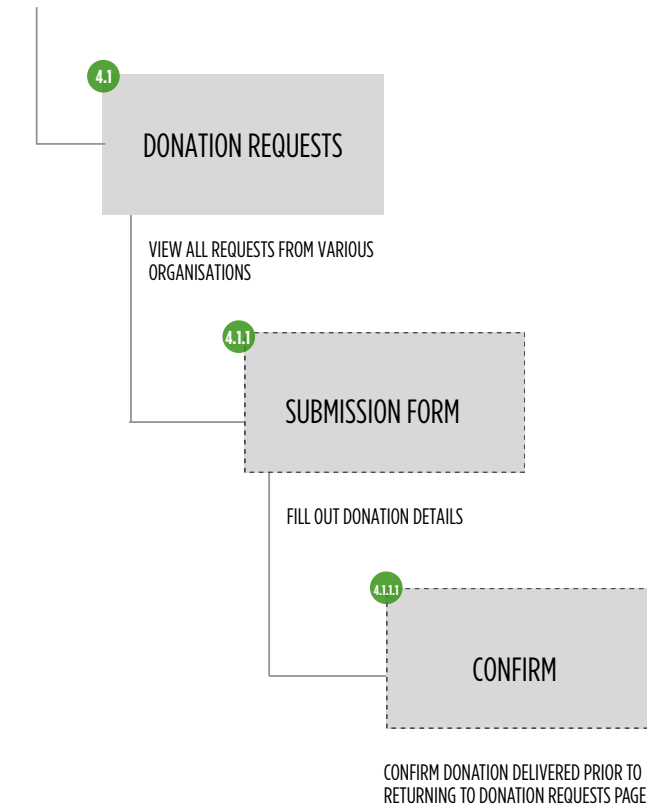 4.1
DONATION REQUESTS
VIEW ALL REQUESTS FROM VARIOUS
ORGANISATIONS
4.1.1
SUBMISSION FORM
FILL OUT DONATION DETAILS
4.1.1.1
CONFIRM
CONFIRM DONATION DELIVERED PRIOR TO
RETURNING TO DONATION REQUESTS PAGE